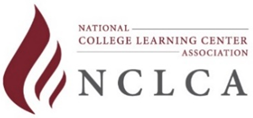 NATIONAL
COLLEGE LEARNING CENTER
ASSOCIATION
NCLCA